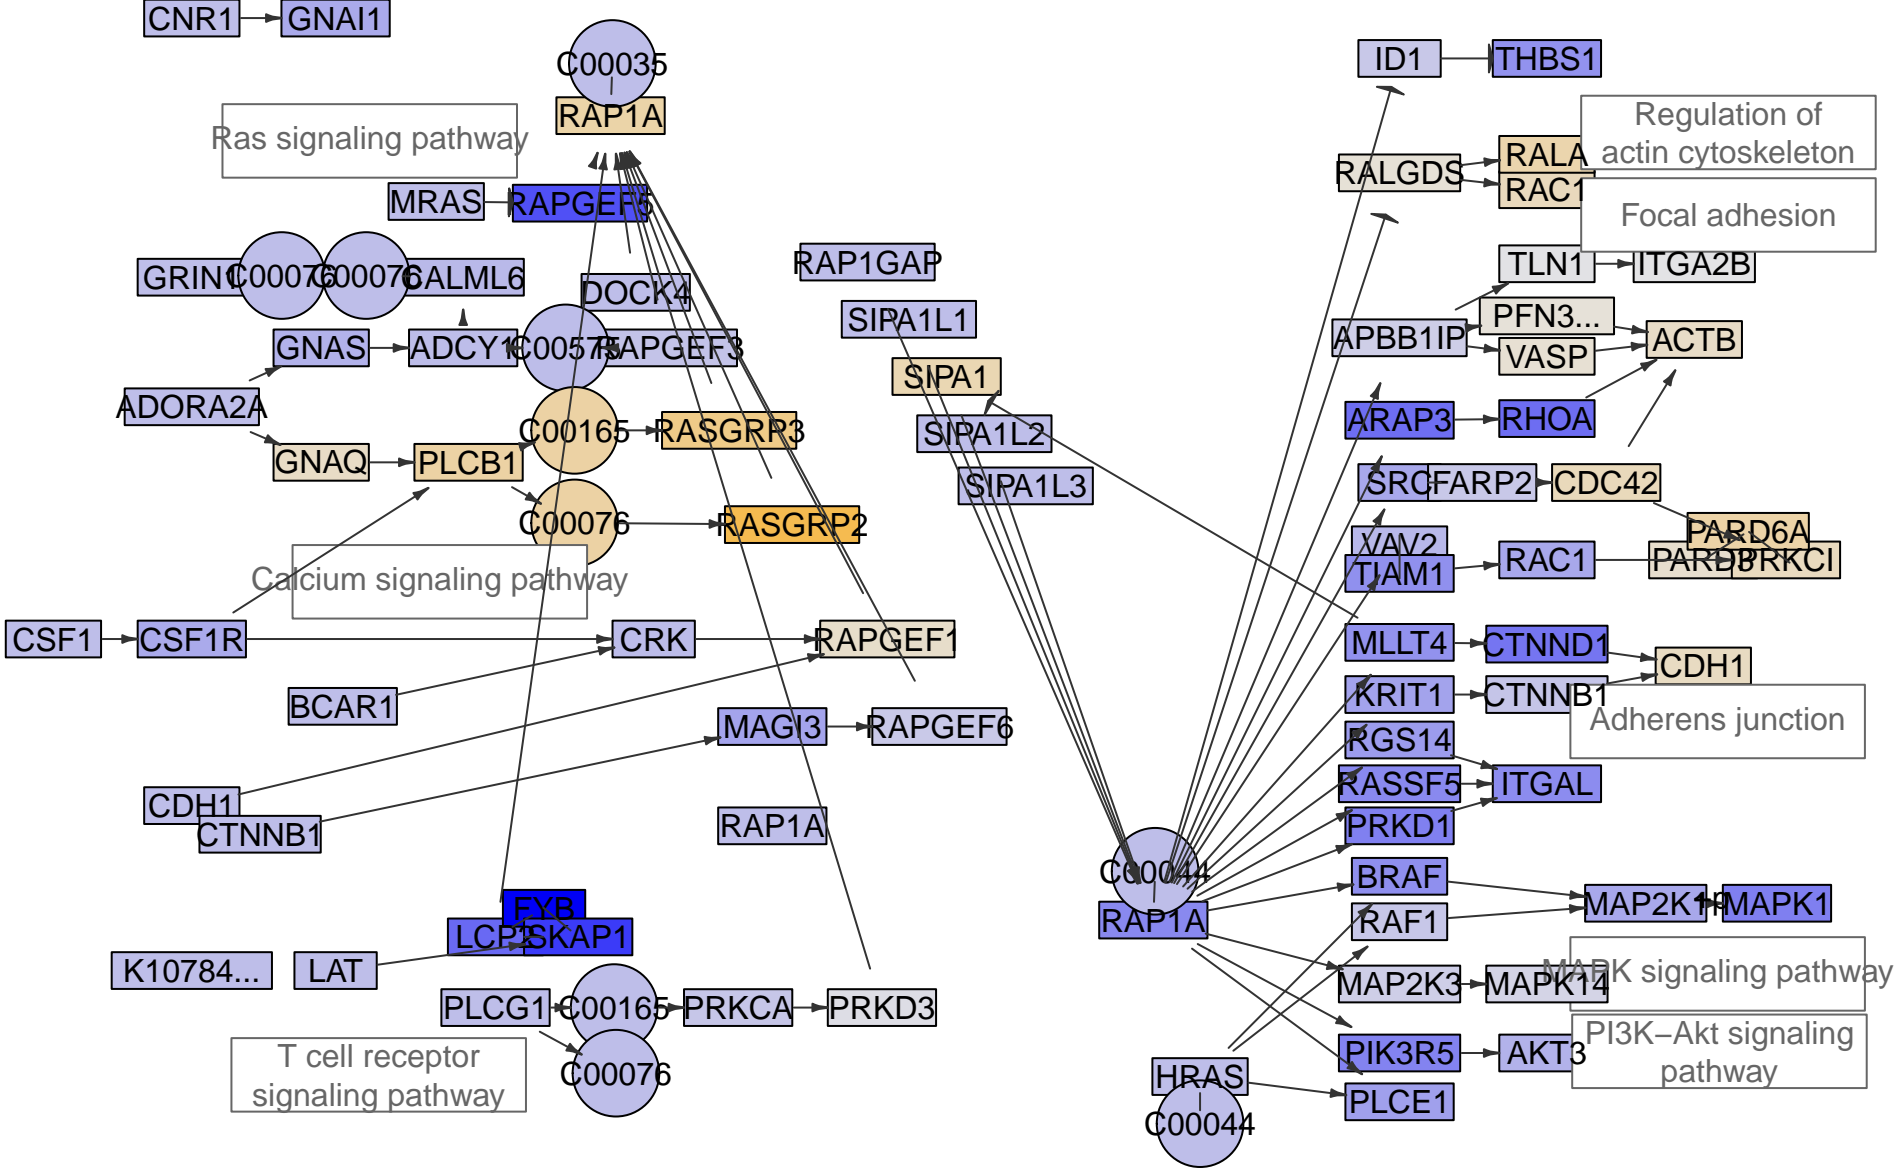 CNR1
GNAI1
C00035
RAP1A
Ras signaling pathway
MRAS
RAPGEF5
GRIN1
C00076
C00076
CALML6
DOCK4
GNAS
ADCY1
C00575
RAPGEF3
ADORA2A
GNAQ
PLCB1
C00165
RASGRP3
C00076
RASGRP2
Calcium signaling pathway
CSF1
CSF1R
CRK
RAPGEF1
BCAR1
MAGI3
RAPGEF6
CDH1
CTNNB1
RAP1A
FYB
LCP2
SKAP1
K10784...
LAT
PLCG1
C00165
PRKCA
PRKD3
C00076
T cell receptor
signaling pathway
RAP1GAP
SIPA1L1
SIPA1
SIPA1L2
SIPA1L3
C00044
RAP1A
HRAS
C00044
ID1
THBS1
Regulation of
actin cytoskeleton
RALGDS
RALA
RAC1
Focal adhesion
TLN1
ITGA2B
APBB1IP
PFN3...
VASP
ACTB
ARAP3
RHOA
SRC
FARP2
CDC42
VAV2
TIAM1
RAC1
PARD6A
PARD3
PRKCI
MLLT4
CTNND1
CDH1
KRIT1
CTNNB1
Adherens junction
RGS14
RASSF5
ITGAL
PRKD1
BRAF
MAP2K1
+p
MAPK1
RAF1
MAP2K3
MAPK14
MAPK signaling pathway
PIK3R5
AKT3
PI3K−Akt signaling
pathway
PLCE1